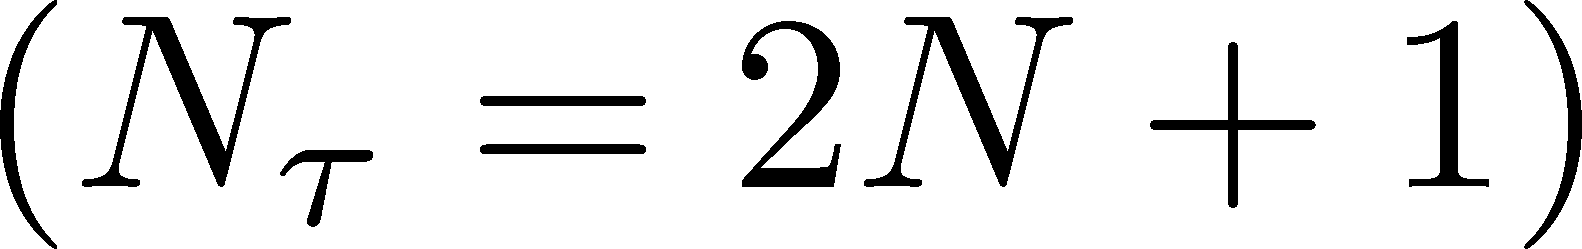 (N_τ = 2N + 1)